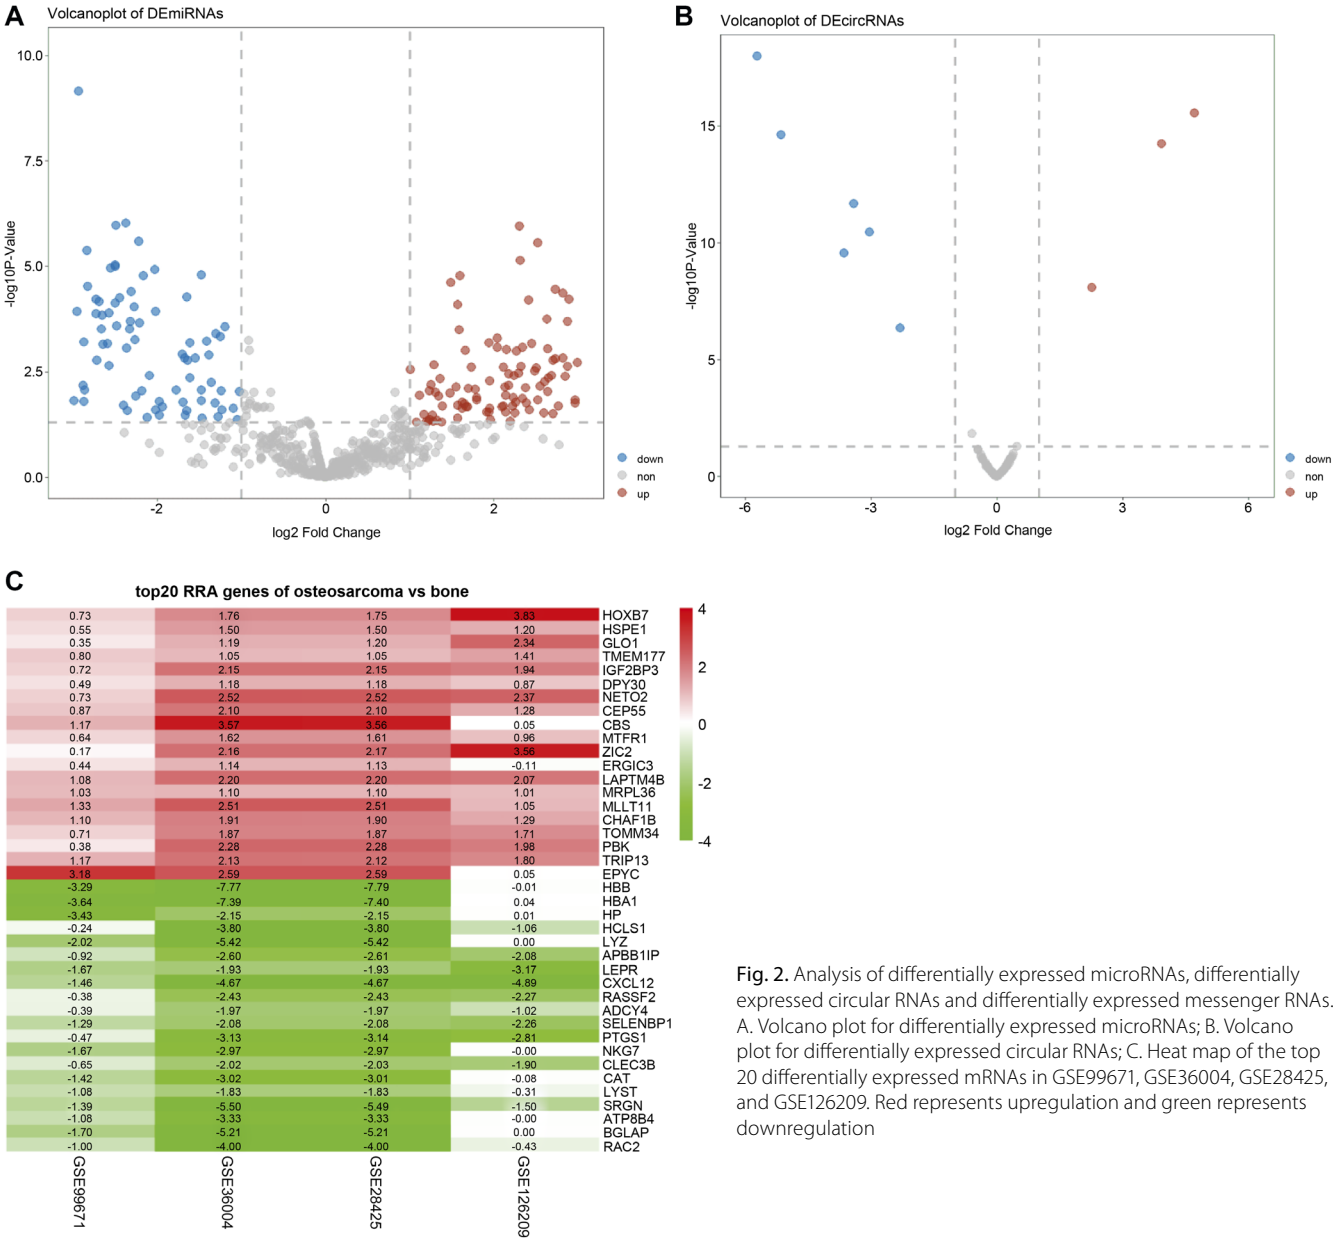 A
Volcanoplot of DEmiRNAs
10.0
7.5
5.0
2.5
0.0
-log10P-Value
-2
0
2
log2 Fold Change
down
non
up
B
Volcanoplot of DEcircRNAs
15
10
5
0
-log10P-Value
-6
-3
0
3
6
log2 Fold Change
down
non
up
C
top20 RRA genes of osteosarcoma vs bone
0.73 1.76 1.75 3.83 HOXB7
0.55 1.50 1.50 1.20 HSPE1
0.35 1.19 1.20 2.34 GLO1
0.80 1.05 1.05 1.41 TMEM177
0.72 2.15 2.15 1.94 IGF2BP3
0.49 1.18 1.18 0.87 DPY30
0.73 2.52 2.52 2.37 NETO2
0.87 2.10 2.10 1.28 CEP55
1.17 3.57 3.56 0.05 CBS
0.64 1.62 1.61 0.96 MTFR1
0.17 2.16 2.17 3.56 ZIC2
0.44 1.14 1.13 -0.11 ERGIC3
1.08 2.20 2.20 2.07 LAPTM4B
1.03 1.10 1.10 1.01 MRPL36
1.33 2.51 2.51 1.05 MLLT11
1.10 1.91 1.90 1.29 CHAF1B
0.71 1.87 1.87 1.71 TOMM34
0.38 2.28 2.28 1.98 PBK
1.17 2.13 2.12 1.80 TRIP13
3.18 2.59 2.59 0.05 EPYC
-3.29 -7.77 -7.79 -0.01 HBB
-3.64 -7.39 -7.40 0.04 HBA1
-3.43 -2.15 -2.15 0.01 HP
-0.24 -3.80 -3.80 -1.06 HCLS1
-2.02 -5.42 -5.42 0.00 LYZ
-0.92 -2.60 -2.61 -2.08 APBB1IP
-1.67 -1.93 -1.93 -3.17 LEPR
-1.46 -4.67 -4.67 -4.89 CXCL12
-0.38 -2.43 -2.43 -2.27 RASSF2
-0.39 -1.97 -1.97 -1.02 ADCY4
-1.29 -2.08 -2.08 -2.26 SELENBP1
-0.47 -3.13 -3.14 -2.81 PTGS1
-1.67 -2.97 -2.97 -0.00 NKG7
-0.65 -2.02 -2.03 -1.90 CLEC3B
-1.42 -3.02 -3.01 -0.08 CAT
-1.08 -1.83 -1.83 -0.31 LYST
-1.39 -5.50 -5.49 -1.50 SRGN
-1.08 -3.33 -3.33 -0.00 ATP8B4
-1.70 -5.21 -5.21 0.00 BGLAP
-1.00 -4.00 -4.00 -0.43 RAC2
GSE99671
GSE36004
GSE28425
GSE126209
4
2
0
-2
-4
Fig. 2. Analysis of differentially expressed microRNAs, differentially
expressed circular RNAs and differentially expressed messenger RNAs.
A. Volcano plot for differentially expressed microRNAs; B. Volcano
plot for differentially expressed circular RNAs; C. Heat map of the top
20 differentially expressed mRNAs in GSE99671, GSE36004, GSE28425,
and GSE126209. Red represents upregulation and green represents
downregulation